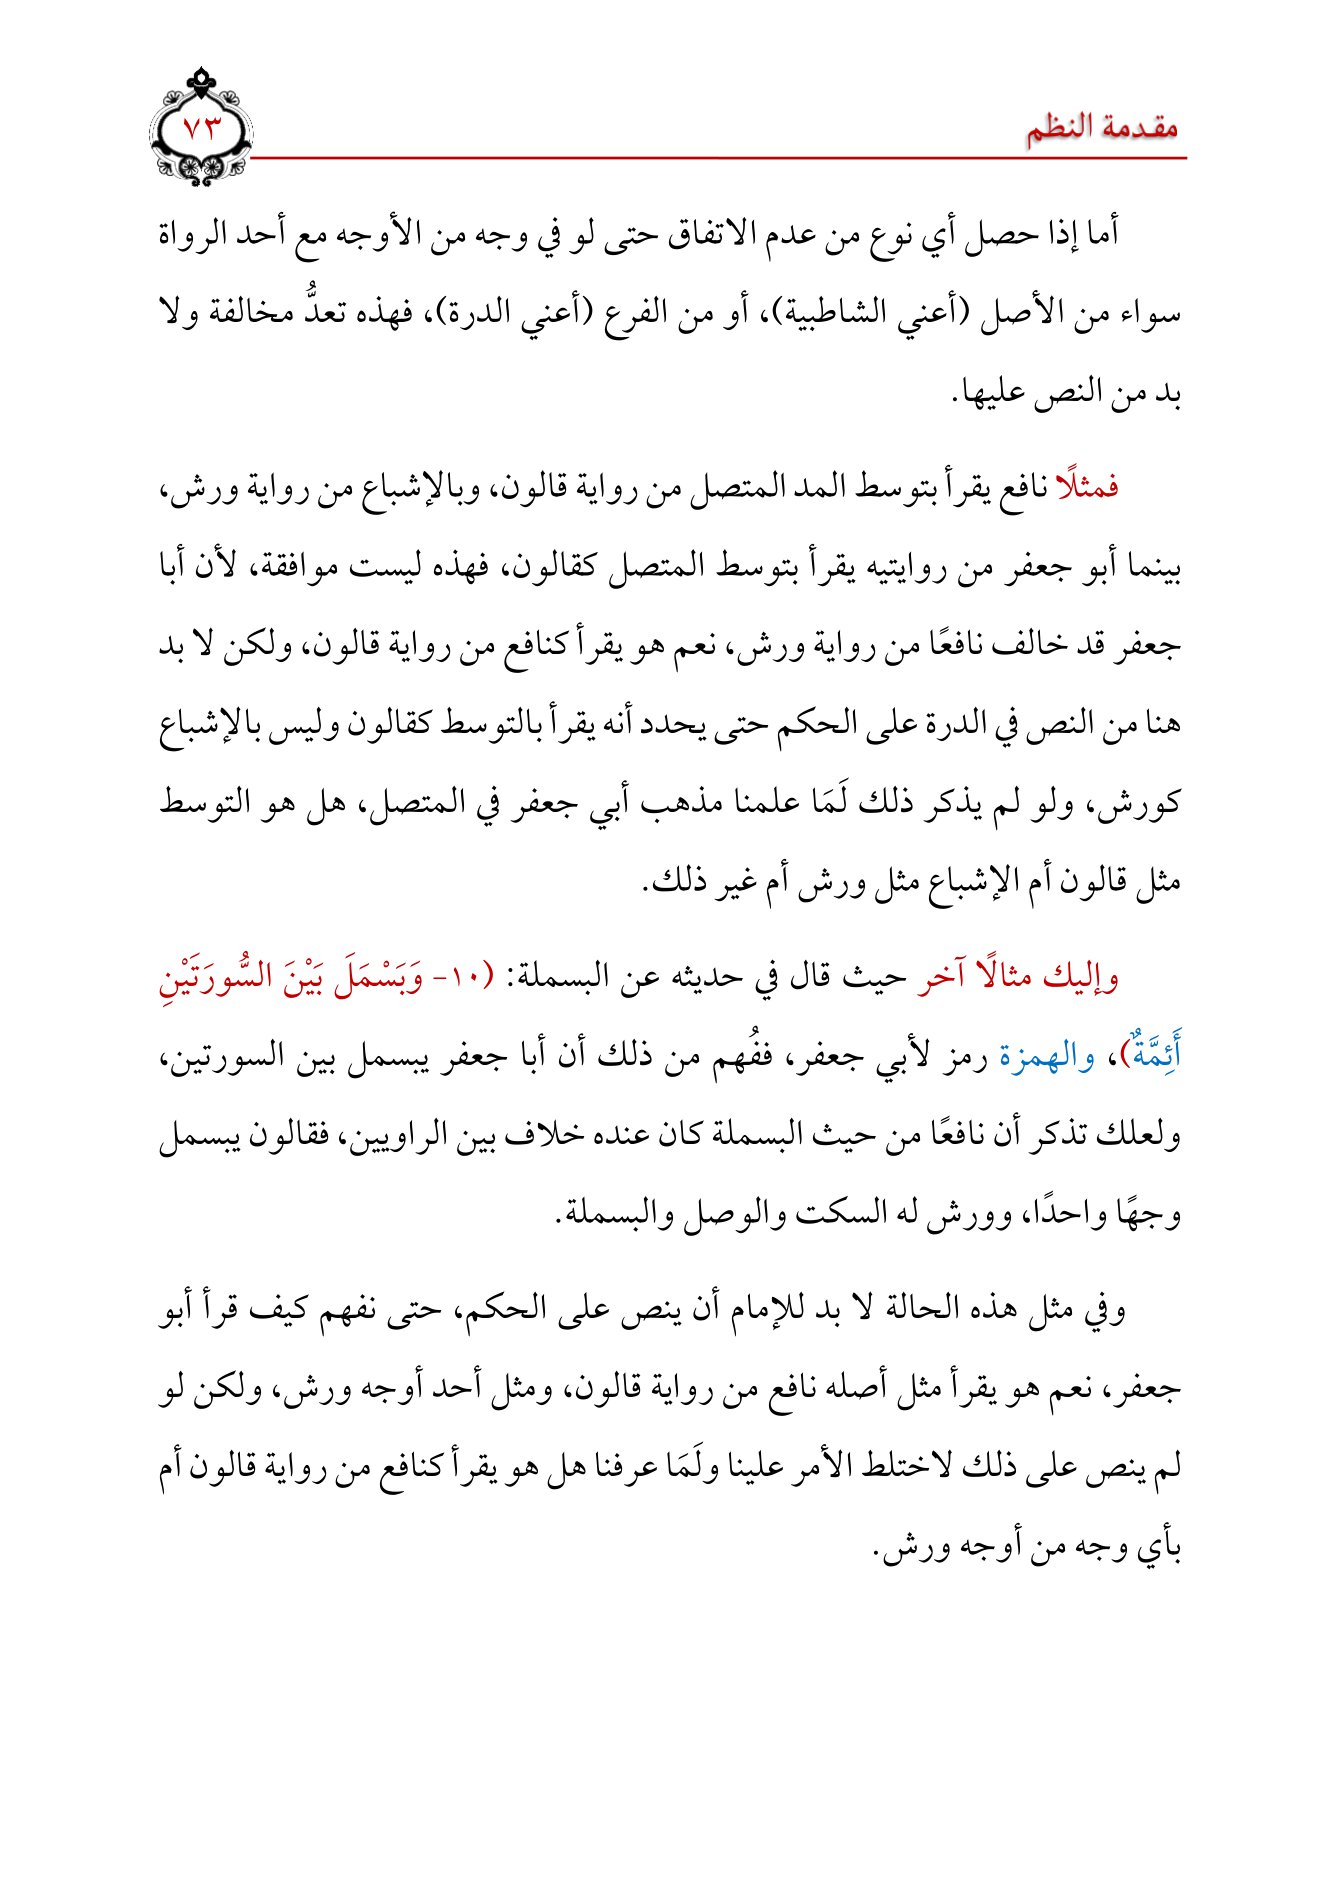 مقدمة النظم
٧٣
أما إذا حصل أي نوع من عدم الاتفاق حتى لو في وجه من الأوجه مع أحد الرواة
سواء من الأصل (أعني الشاطبية)، أو من الفرع (أعني الدرة)، فهذه تعدُّ مخالفة ولا
بد من النص عليها.
فمثلًا نافع يقرأ بتوسط المد المتصل من رواية قالون، وبالإشباع من رواية ورش،
بينما أبو جعفر من روايتيه يقرأ بتوسط المتصل كقالون، فهذه ليست موافقة، لأن أبا
جعفر قد خالف نافعًا من رواية ورش، نعم هو يقرأ كنافع من رواية قالون، ولكن لا بد
هنا من النص في الدرة على الحكم حتى يحدد أنه يقرأ بالتوسط كقالون وليس بالإشباع
كورش، ولو لم يذكر ذلك لَمَا علمنا مذهب أبي جعفر في المتصل، هل هو التوسط
مثل قالون أم الإشباع مثل ورش أم غير ذلك.
وإليك مثالًا آخر حيث قال في حديثه عن البسملة: (١٠- وَبَسْمَلَ بَيْنَ السُّورَتَيْنِ
أَئِمَّةٌ)، والهمزة رمز لأبي جعفر، ففُهم من ذلك أن أبا جعفر يبسمل بين السورتين،
ولعلك تذكر أن نافعًا من حيث البسملة كان عنده خلاف بين الراويين، فقالون يبسمل
وجهًا واحدًا، وورش له السكت والوصل والبسملة.
وفي مثل هذه الحالة لا بد للإمام أن ينص على الحكم، حتى نفهم كيف قرأ أبو
جعفر، نعم هو يقرأ مثل أصله نافع من رواية قالون، ومثل أحد أوجه ورش، ولكن لو
لم ينص على ذلك لاختلط الأمر علينا ولَمَا عرفنا هل هو يقرأ كنافع من رواية قالون أم
بأي وجه من أوجه ورش.